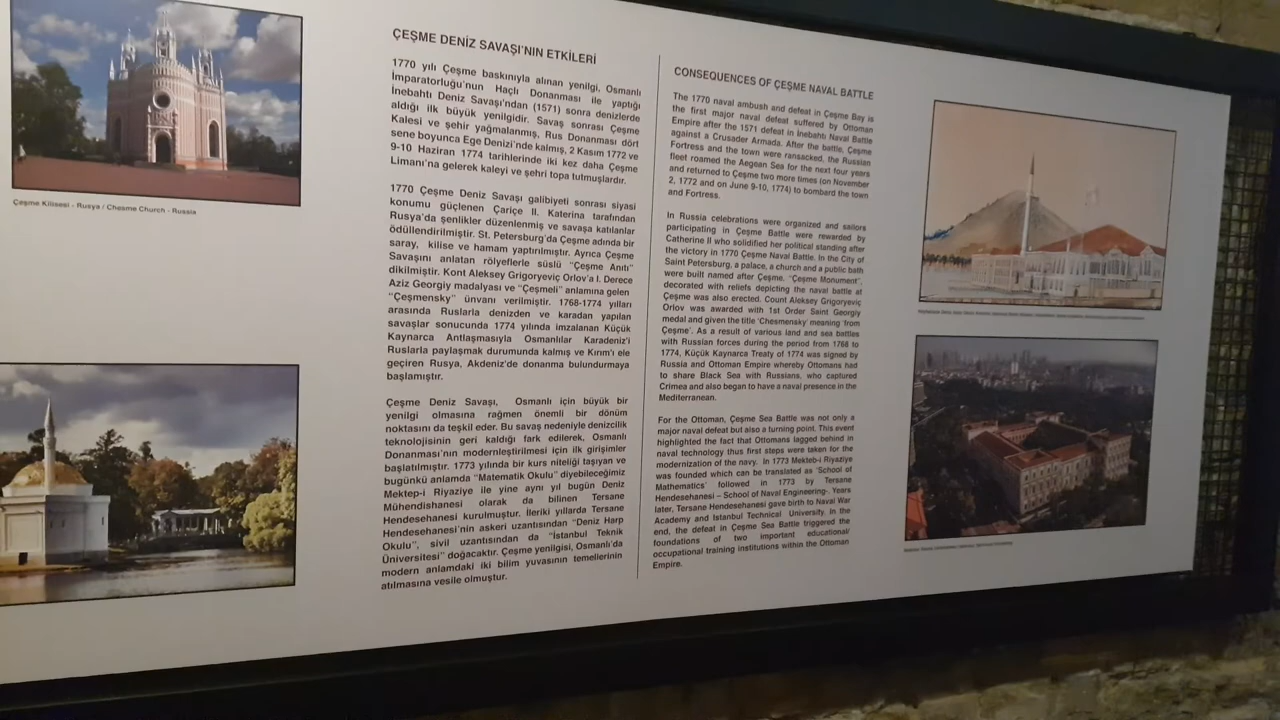 Çeşme Kilisesi - Rusya / Chesme Church - Russia
ÇEŞME DENİZ SAVAŞI'NIN ETKİLERİ
1770 yılı Çeşme baskınıyla alınan yenilgi, Osmanlı
İmparatorluğu'nun Haçlı Donanması ile yaptığı
İnebahtı Deniz Savaşı'ndan (1571) sonra denizlerde
aldığı ilk büyük yenilgidir. Savaş sonrası Çeşme
Kalesi ve şehir yağmalanmış, Rus Donanması dört
sene boyunca Ege Denizi'nde kalmış, 2 Kasım 1772 ve
9-10 Haziran 1774 tarihlerinde iki kez daha Çeşme
Limanı'na gelerek kaleyi ve şehri topa tutmuşlardır.
1770 Çeşme Deniz Savaşı galibiyeti sonrası siyasi
konumu güçlenen Çariçe II. Katerina tarafından
Rusya'da şenlikler düzenlenmiş ve savaşa katılanlar
ödüllendirilmiştir. St. Petersburg'da Çeşme adında bir
saray, kilise ve hamam yaptırılmıştır. Ayrıca Çeşme
Savaşını anlatan rölyeflerle süslü "Çeşme Anıtı"
dikilmiştir. Kont Aleksey Grigoryeviç Orlov'a I. Derece
Aziz Georgiy madalyası ve "Çeşmeli" anlamına gelen
"Çeşmensky" ünvanı verilmiştir. 1768-1774 yılları
arasında Ruslarla denizden ve karadan yapılan
savaşlar sonucunda 1774 yılında imzalanan Küçük
Kaynarca Antlaşmasıyla Osmanlılar Karadeniz'i
Ruslarla paylaşmak durumunda kalmış ve Kırım'ı ele
geçiren Rusya, Akdeniz'de donanma bulundurmaya
başlamıştır.
Çeşme Deniz Savaşı, Osmanlı için büyük bir
yenilgi olmasına rağmen önemli bir dönüm
noktasını da teşkil eder. Bu savaş nedeniyle denizcilik
teknolojisinin geri kaldığı fark edilerek, Osmanlı
Donanması'nın modernleştirilmesi için ilk girişimler
başlatılmıştır. 1773 yılında bir kurs niteliği taşıyan ve
bugünkü anlamda "Matematik Okulu" diyebileceğimiz
Mektep-i Riyaziye ile yine aynı yıl bugün Deniz
Mühendishanesi olarak da bilinen Tersane
Hendesehanesi kurulmuştur. İleriki yıllarda Tersane
Hendesehanesi'nin askeri uzantısından "Deniz Harp
Okulu", sivil uzantısından da "İstanbul Teknik
Üniversitesi" doğacaktır. Çeşme yenilgisi, Osmanlı'da
modern anlamdaki iki bilim yuvasının temellerinin
atılmasına vesile olmuştur.
CONSEQUENCES OF ÇEŞME NAVAL BATTLE
The 1770 naval ambush and defeat in Çeşme Bay is
the first major naval defeat suffered by Ottoman
Empire after the 1571 defeat in İnebahtı Naval Battle
against a Crusader Armada. After the battle, Çeşme
Fortress and the town were ransacked, the Russian
fleet roamed the Aegean Sea for the next four years
and returned to Çeşme two more times (on November
2, 1772 and on June 9-10, 1774) to bombard the town
and Fortress.
In Russia celebrations were organized and sailors
participating in Çeşme Battle were rewarded by
Catherine II who solidified her political standing after
the victory in 1770 Çeşme Naval Battle. In the City of
Saint Petersburg, a palace, a church and a public bath
were built named after Çeşme. "Çeşme Monument",
decorated with reliefs depicting the naval battle at
Çeşme was also erected. Count Aleksey Grigoryeviç
Orlov was awarded with 1st Order Saint Georgiy
medal and given the title 'Chesmensky' meaning 'from
Çeşme'. As a result of various land and sea battles
with Russian forces during the period from 1768 to
1774, Küçük Kaynarca Treaty of 1774 was signed by
Russia and Ottoman Empire whereby Ottomans had
to share Black Sea with Russians, who captured
Crimea and also began to have a naval presence in the
Mediterranean.
For the Ottoman, Çeşme Sea Battle was not only a
major naval defeat but also a turning point. This event
highlighted the fact that Ottomans lagged behind in
naval technology thus first steps were taken for the
modernization of the navy. In 1773 Mekteb-i Riyaziye
was founded which can be translated as 'School of
Mathematics' followed in 1773 by Tersane
Hendesehanesi – School of Naval Engineering-. Years
later, Tersane Hendesehanesi gave birth to Naval War
Academy and Istanbul Technical University. In the
end, the defeat in Çeşme Sea Battle triggered the
foundations of two important educational/
occupational training institutions within the Ottoman
Empire.